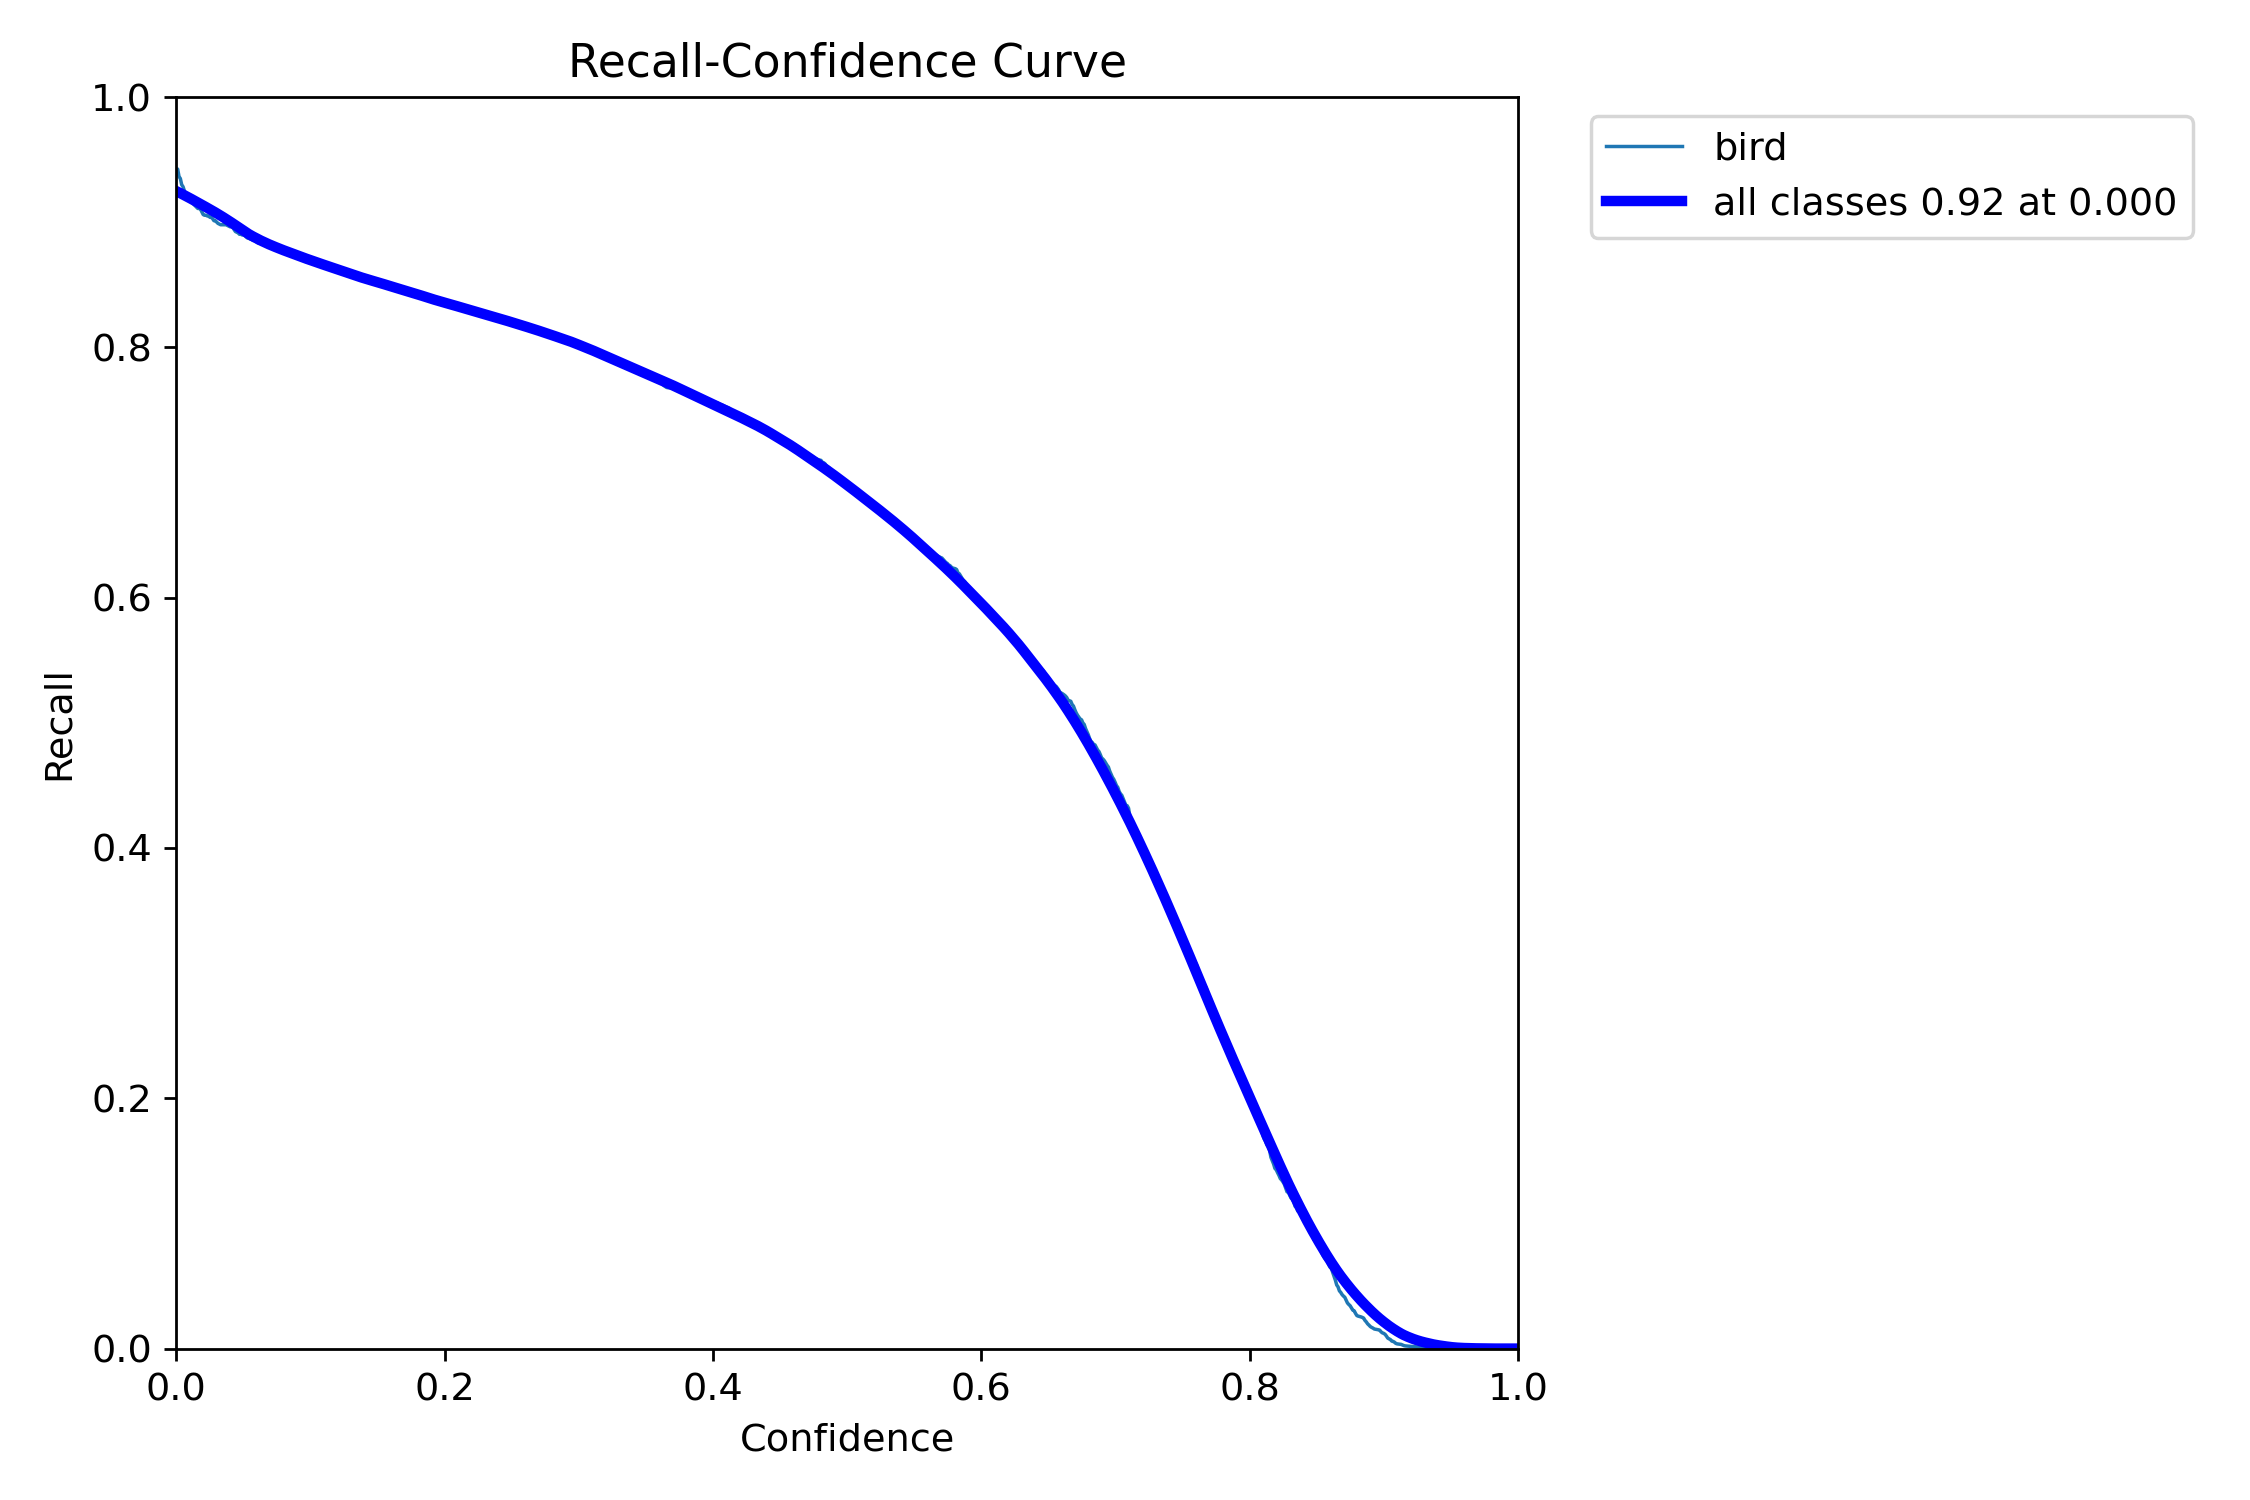 Recall-Confidence Curve
1.0
0.8
0.6
0.4
0.2
0.0
Recall
0.0 0.2 0.4 0.6 0.8 1.0
Confidence
bird
all classes 0.92 at 0.000